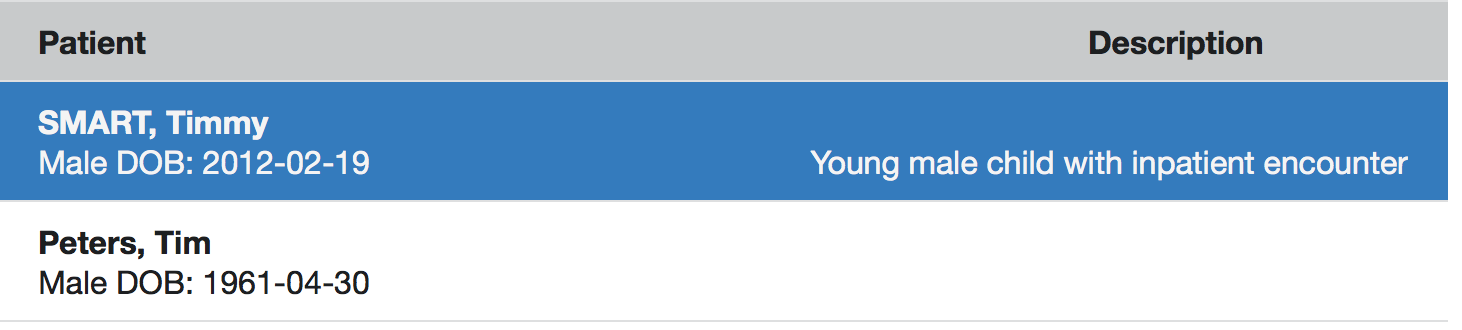 Patient Description
SMART, Timmy
Male DOB: 2012-02-19 Young male child with inpatient encounter
Peters, Tim
Male DOB: 1961-04-30